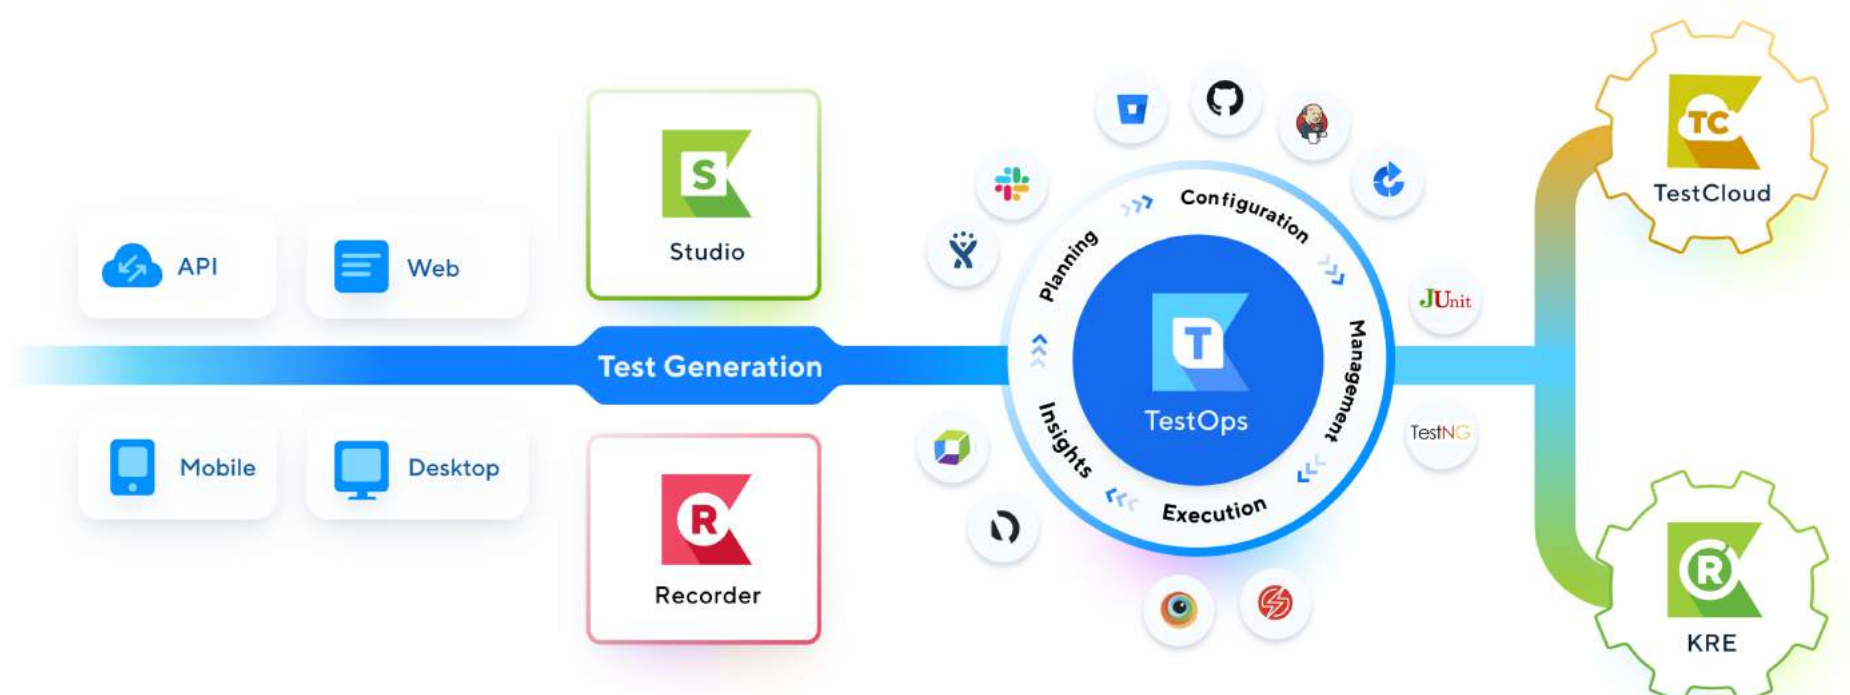 API
Web
Mobile
Desktop
S
Studio
Test Generation
R
Recorder
Planning
Configuration
Management
Execution
Insights
T
TestOps
JUnit
TestNG
TC
TestCloud
R
KRE